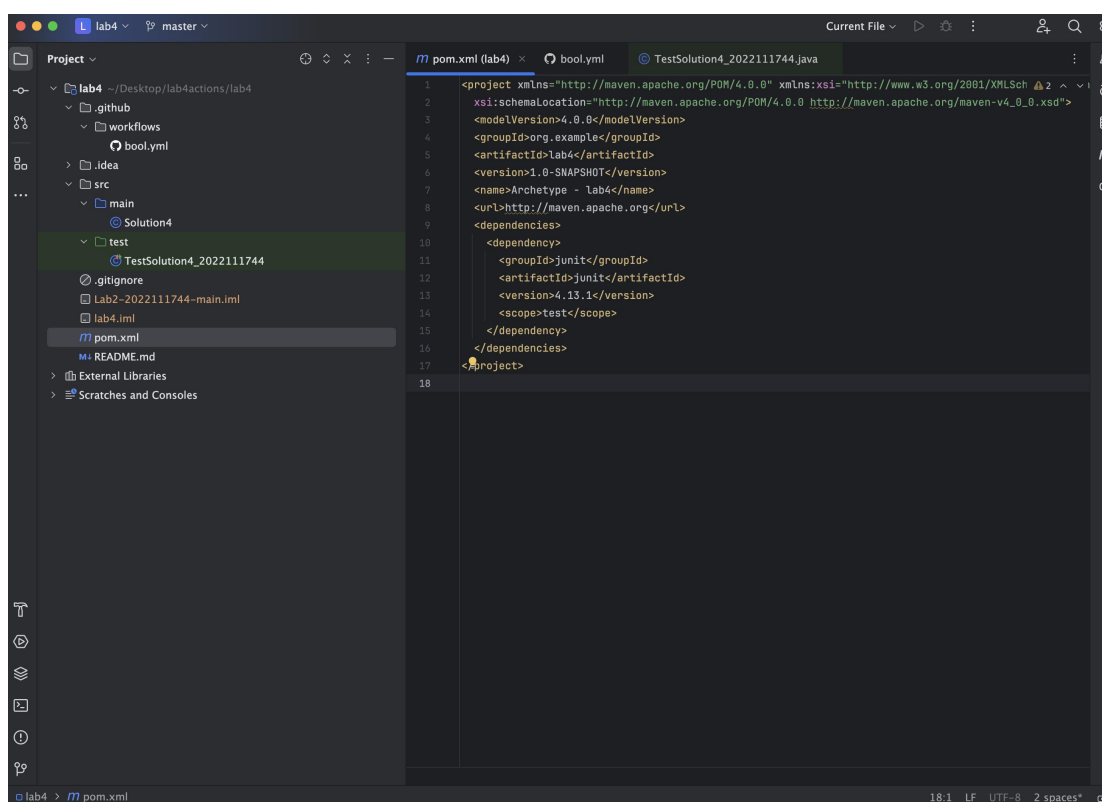 L lab4 master Current File
Project
pom.xml (lab4) bool.yml TestSolution4_2022111744.java
lab4 ~/Desktop/lab4actions/lab4
.github
workflows
bool.yml
.idea
src
main
Solution4
test
TestSolution4_2022111744
.gitignore
Lab2-2022111744-main.iml
lab4.iml
pom.xml
README.md
External Libraries
Scratches and Consoles
1 <project xmlns="http://maven.apache.org/POM/4.0.0" xmlns:xsi="http://www.w3.org/2001/XMLSch 2
2 xsi:schemaLocation="http://maven.apache.org/POM/4.0.0 http://maven.apache.org/maven-v4_0_0.xsd">
3 <modelVersion>4.0.0</modelVersion>
4 <groupId>org.example</groupId>
5 <artifactId>lab4</artifactId>
6 <version>1.0-SNAPSHOT</version>
7 <name>Archetype - lab4</name>
8 <url>http://maven.apache.org</url>
9 <dependencies>
10 <dependency>
11 <groupId>junit</groupId>
12 <artifactId>junit</artifactId>
13 <version>4.13.1</version>
14 <scope>test</scope>
15 </dependency>
16 </dependencies>
17 </project>
18
lab4 > pom.xml 18:1 LF UTF-8 2 spaces*